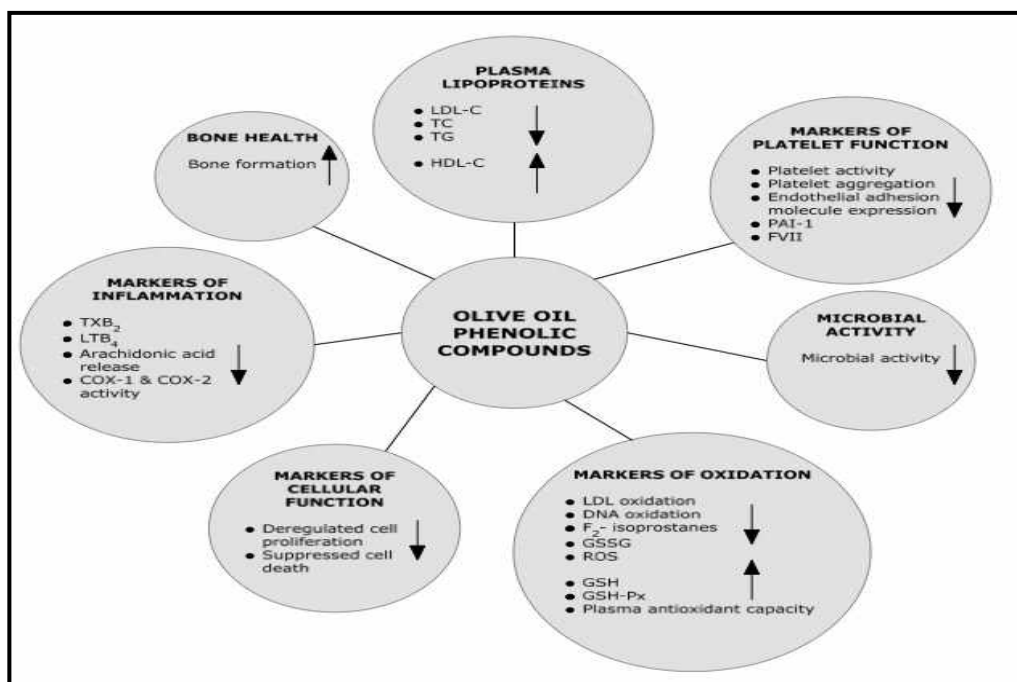 PLASMA
LIPOPROTEINS
● LDL-C
● TC
● TG
● HDL-C
BONE HEALTH
Bone formation
MARKERS OF
PLATELET FUNCTION
● Platelet activity
● Platelet aggregation
● Endothelial adhesion
molecule expression
● PAI-1
● FVII
MARKERS OF
INFLAMMATION
● TXB₂
● LTB₄
● Arachidonic acid
release
● COX-1 & COX-2
activity
OLIVE OIL
PHENOLIC
COMPOUNDS
MICROBIAL
ACTIVITY
Microbial activity
MARKERS OF
CELLULAR
FUNCTION
● Deregulated cell
proliferation
● Suppressed cell
death
MARKERS OF OXIDATION
● LDL oxidation
● DNA oxidation
● F₂- isoprostanes
● GSSG
● ROS
● GSH
● GSH-Px
● Plasma antioxidant capacity